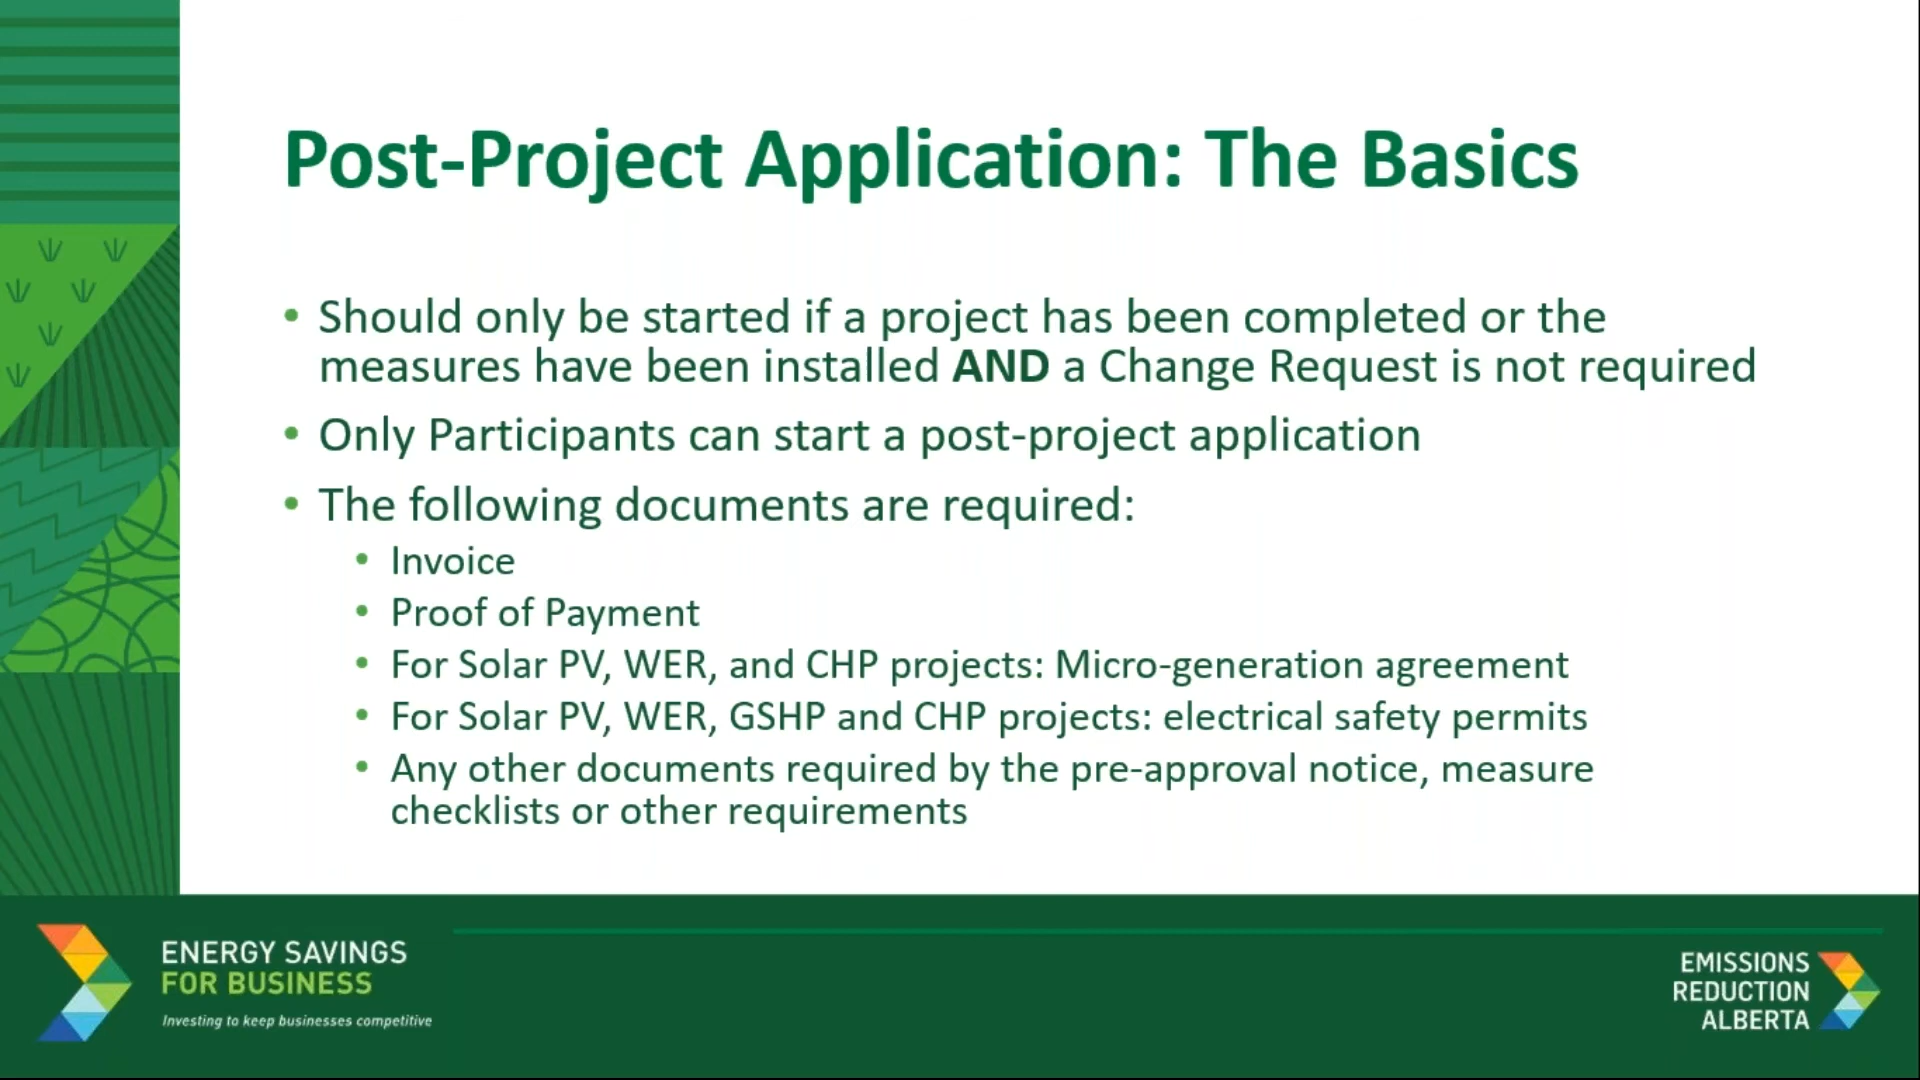 Post-Project Application: The Basics
• Should only be started if a project has been completed or the
measures have been installed AND a Change Request is not required
• Only Participants can start a post-project application
• The following documents are required:
• Invoice
• Proof of Payment
• For Solar PV, WER, and CHP projects: Micro-generation agreement
• For Solar PV, WER, GSHP and CHP projects: electrical safety permits
• Any other documents required by the pre-approval notice, measure
checklists or other requirements
ENERGY SAVINGS
FOR BUSINESS
Investing to keep businesses competitive
EMISSIONS
REDUCTION
ALBERTA